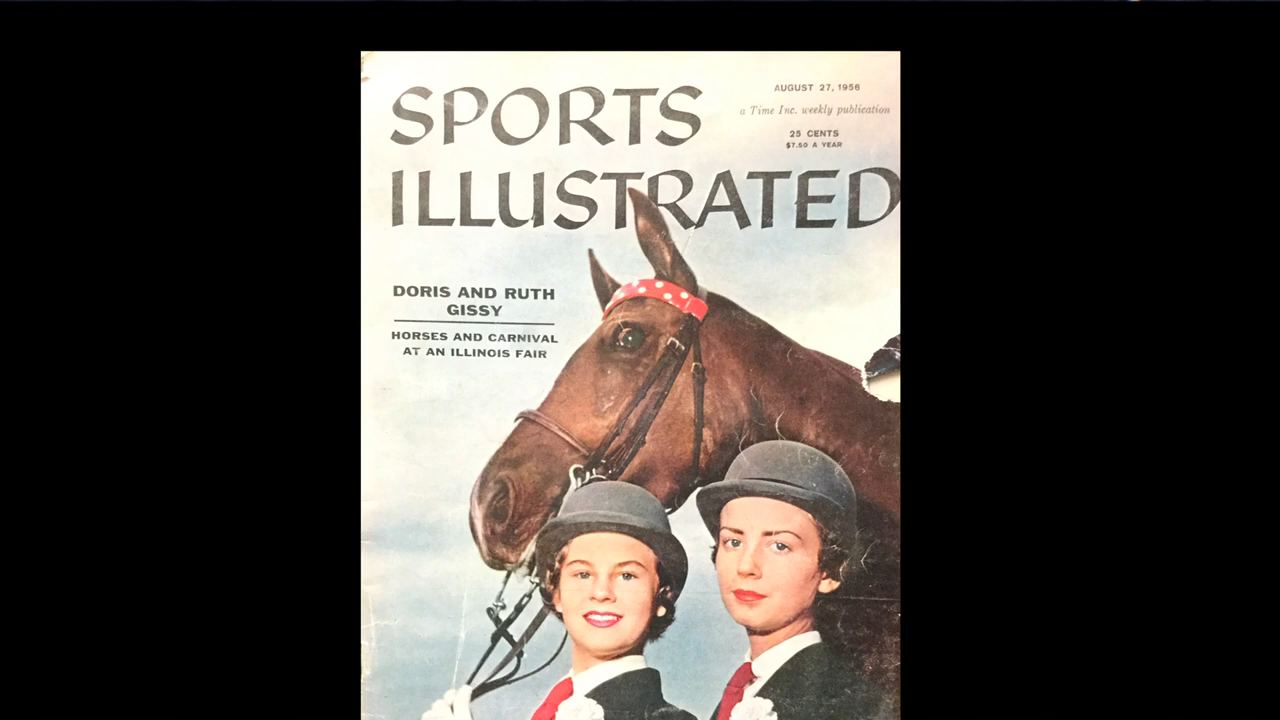 SPORTS
ILLUSTRATED
AUGUST 27, 1956
a Time Inc. weekly publication
25 CENTS
$7.50 A YEAR
DORIS AND RUTH
GISSY
HORSES AND CARNIVAL
AT AN ILLINOIS FAIR